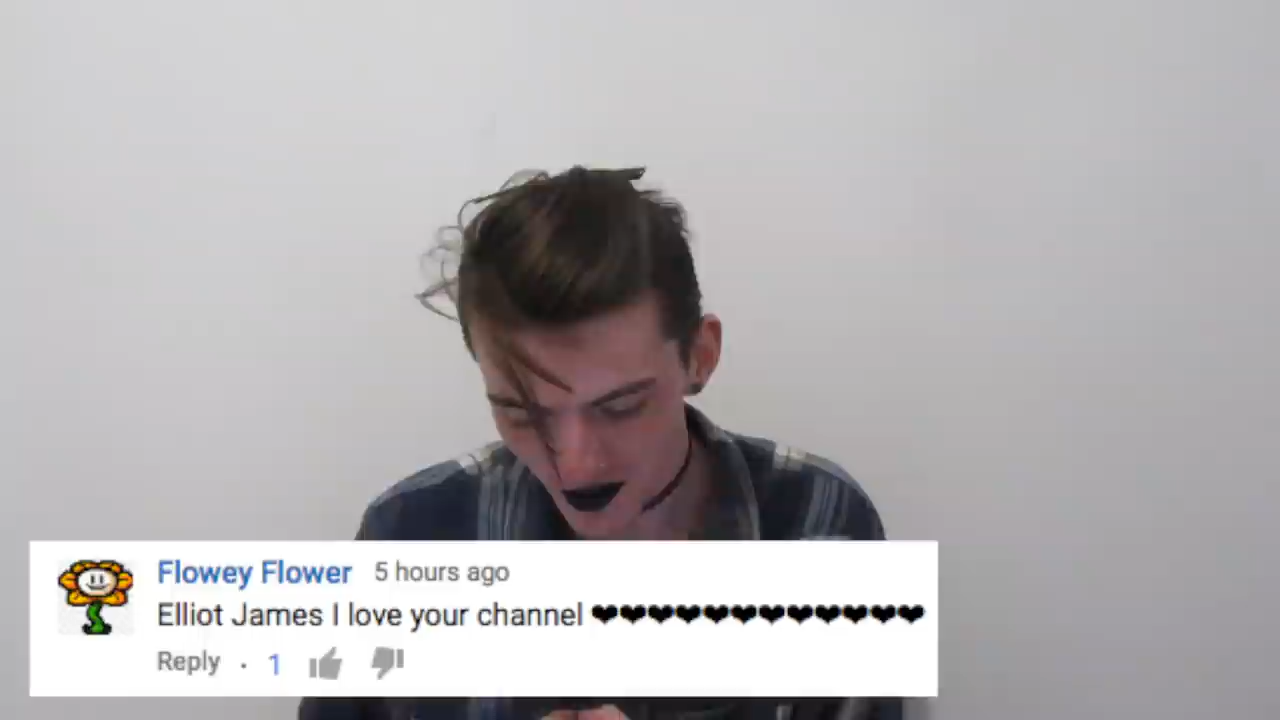 Flowey Flower 5 hours ago
Elliot James I love your channel ❤❤❤❤❤❤❤❤❤❤❤❤
Reply · 1